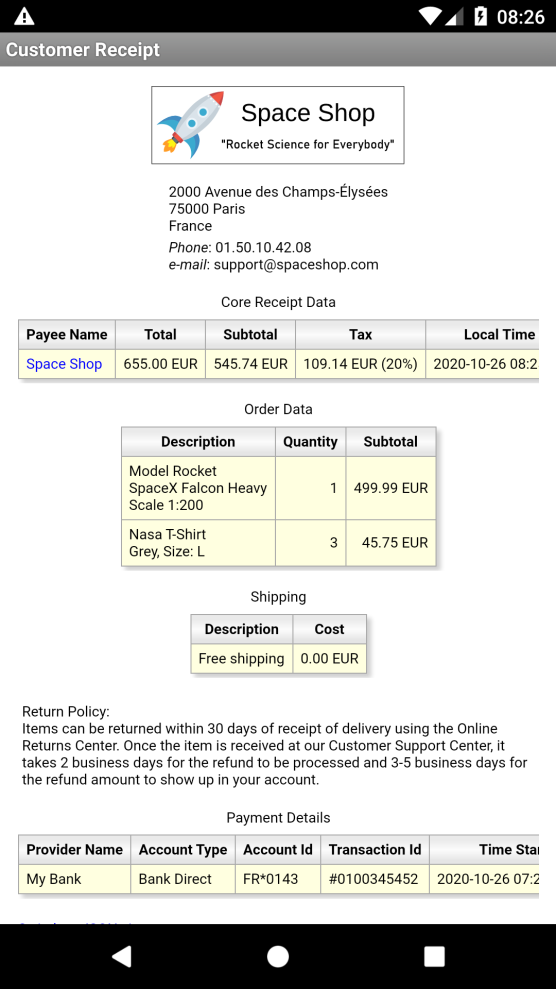 08:26
Customer Receipt
Space Shop
"Rocket Science for Everybody"
2000 Avenue des Champs-Élysées
75000 Paris
France
Phone: 01.50.10.42.08
e-mail: support@spaceshop.com
Core Receipt Data
Payee Name Total Subtotal Tax Local Time
Space Shop 655.00 EUR 545.74 EUR 109.14 EUR (20%) 2020-10-26 08:2
Order Data
Description Quantity Subtotal
Model Rocket
SpaceX Falcon Heavy 1 499.99 EUR
Scale 1:200
Nasa T-Shirt
Grey, Size: L 3 45.75 EUR
Shipping
Description Cost
Free shipping 0.00 EUR
Return Policy:
Items can be returned within 30 days of receipt of delivery using the Online
Returns Center. Once the item is received at our Customer Support Center, it
takes 2 business days for the refund to be processed and 3-5 business days for
the refund amount to show up in your account.
Payment Details
Provider Name Account Type Account Id Transaction Id Time Star
My Bank Bank Direct FR*0143 #0100345452 2020-10-26 07:2